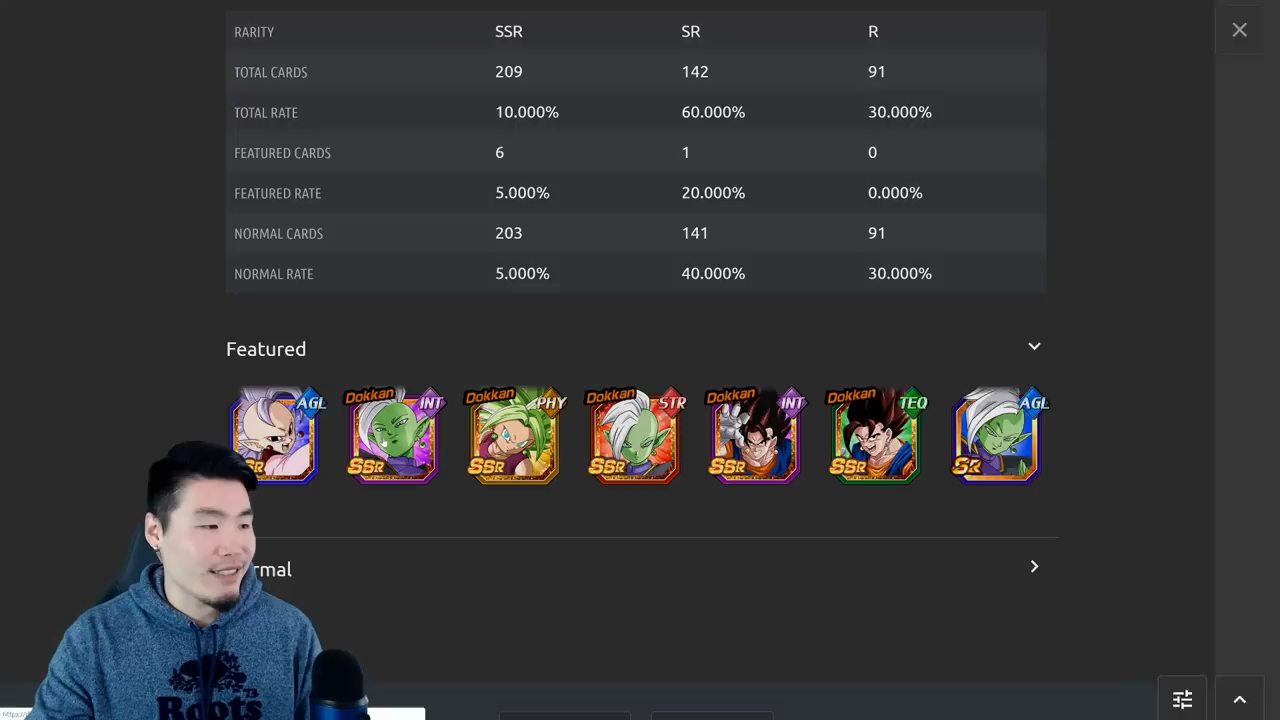 RARITY SSR SR R
TOTAL CARDS 209 142 91
TOTAL RATE 10.000% 60.000% 30.000%
FEATURED CARDS 6 1 0
FEATURED RATE 5.000% 20.000% 0.000%
NORMAL CARDS 203 141 91
NORMAL RATE 5.000% 40.000% 30.000%
Featured
AGL Dokkan INT Dokkan PHY Dokkan STR Dokkan INT Dokkan TEQ AGL
SSR SSR SSR SSR SSR SR
rmal
Roots